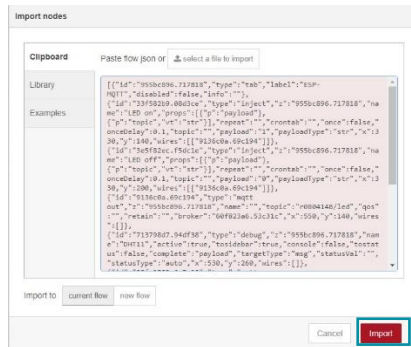 Import nodes
Clipboard
Paste flow json or select a file to import
Library
Examples
[{"id":"955bc896.717818","type":"tab","label":"ESP-
MQTT","disabled":false,"info":""},
{"id":"33f582b9.08d3ce","type":"inject","z":"955bc896.717818","na
me":"LED on","props":[{"p":"payload"},
{"p":"topic","vt":"str"}],"repeat":"","crontab":"","once":false,"
onceDelay":0.1,"topic":"","payload":"1","payloadType":"str","x":3
30,"y":140,"wires":[["9136c0a.69c194"]]},
{"id":"3e5f82ec.f5dc1e","type":"inject","z":"955bc896.717818","na
me":"LED off","props":[{"p":"payload"},
{"p":"topic","vt":"str"}],"repeat":"","crontab":"","once":false,"
onceDelay":0.1,"topic":"","payload":"0","payloadType":"str","x":3
30,"y":200,"wires":[["9136c0a.69c194"]]},
{"id":"9136c0a.69c194","type":"mqtt
out","z":"955bc896.717818","name":"","topic":"r0804140/led","qos"
:"","retain":"","broker":"60f823a6.53c31c","x":550,"y":140,"wires
":[]},
{"id":"713798d7.94df38","type":"debug","z":"955bc896.717818","nam
e":"DHT11","active":true,"tosidebar":true,"console":false,"tostat
us":false,"complete":"payload","targetType":"msg","statusVal":"",
"statusType":"auto","x":530,"y":260,"wires":[]},
Import to current flow new flow
Cancel Import